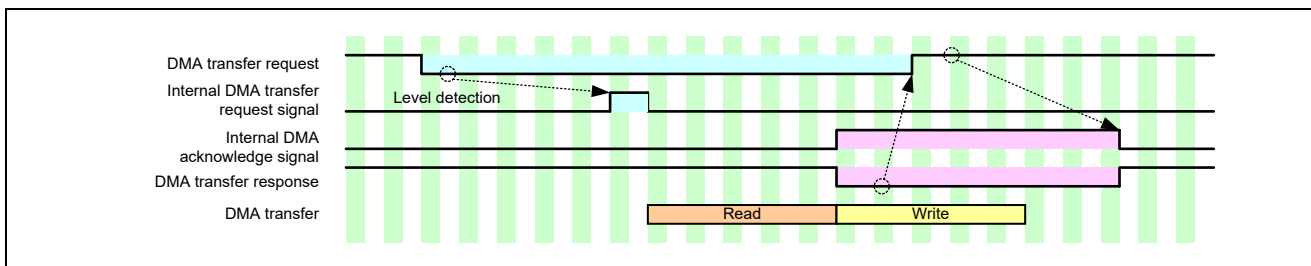 DMA transfer request
Internal DMA transfer
request signal
Level detection
Internal DMA
acknowledge signal
DMA transfer response
DMA transfer
Read
Write